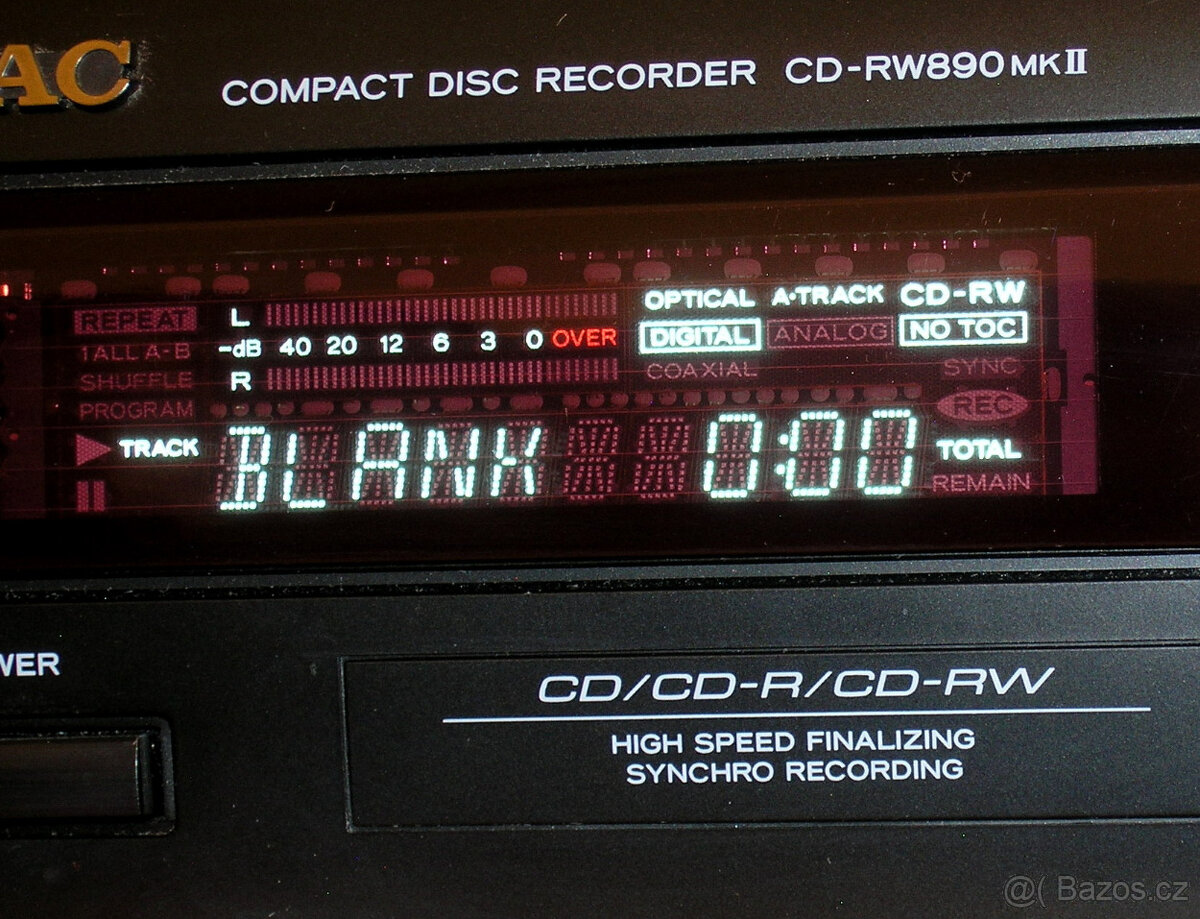 AC
COMPACT DISC RECORDER CD-RW890MKII
REPEAT
1ALL A-B
SHUFFLE
PROGRAM
TRACK
L
-dB 40 20 12 6 3 0 OVER
R
OPTICAL A•TRACK CD-RW
DIGITAL ANALOG NO TOC
COAXIAL SYNC
REC
BLANK 0:00
TOTAL
REMAIN
WER
CD/CD-R/CD-RW
HIGH SPEED FINALIZING
SYNCHRO RECORDING
@( Bazos.cz